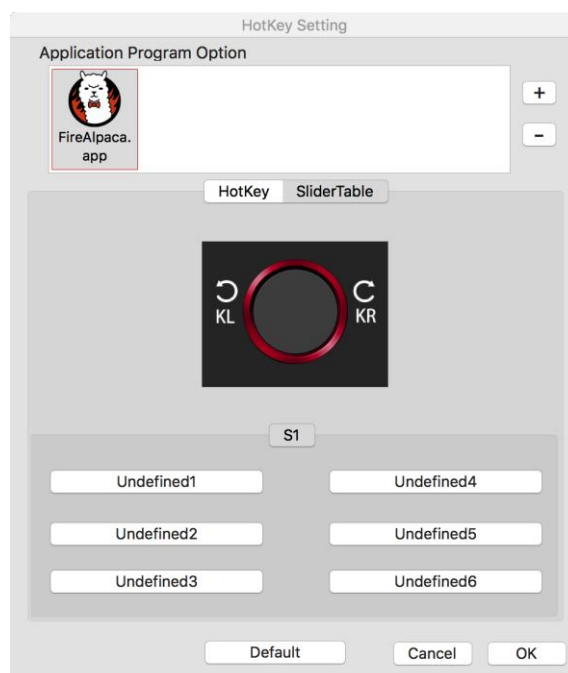 HotKey Setting
Application Program Option
FireAlpaca.
app
+
-
HotKey SliderTable
KL KR
S1
Undefined1 Undefined4
Undefined2 Undefined5
Undefined3 Undefined6
Default Cancel OK